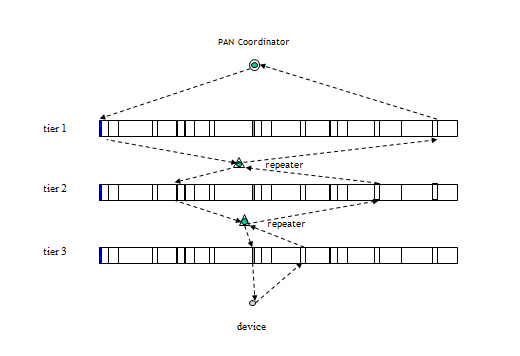 PAN Coordinator
tier 1
repeater
tier 2
repeater
tier 3
device